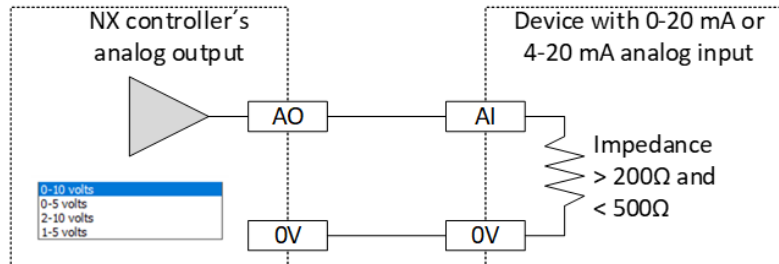 NX controller´s
analog output
Device with 0-20 mA or
4-20 mA analog input
AO
AI
Impedance
> 200Ω and
< 500Ω
0-10 volts
0-5 volts
2-10 volts
1-5 volts
0V
0V